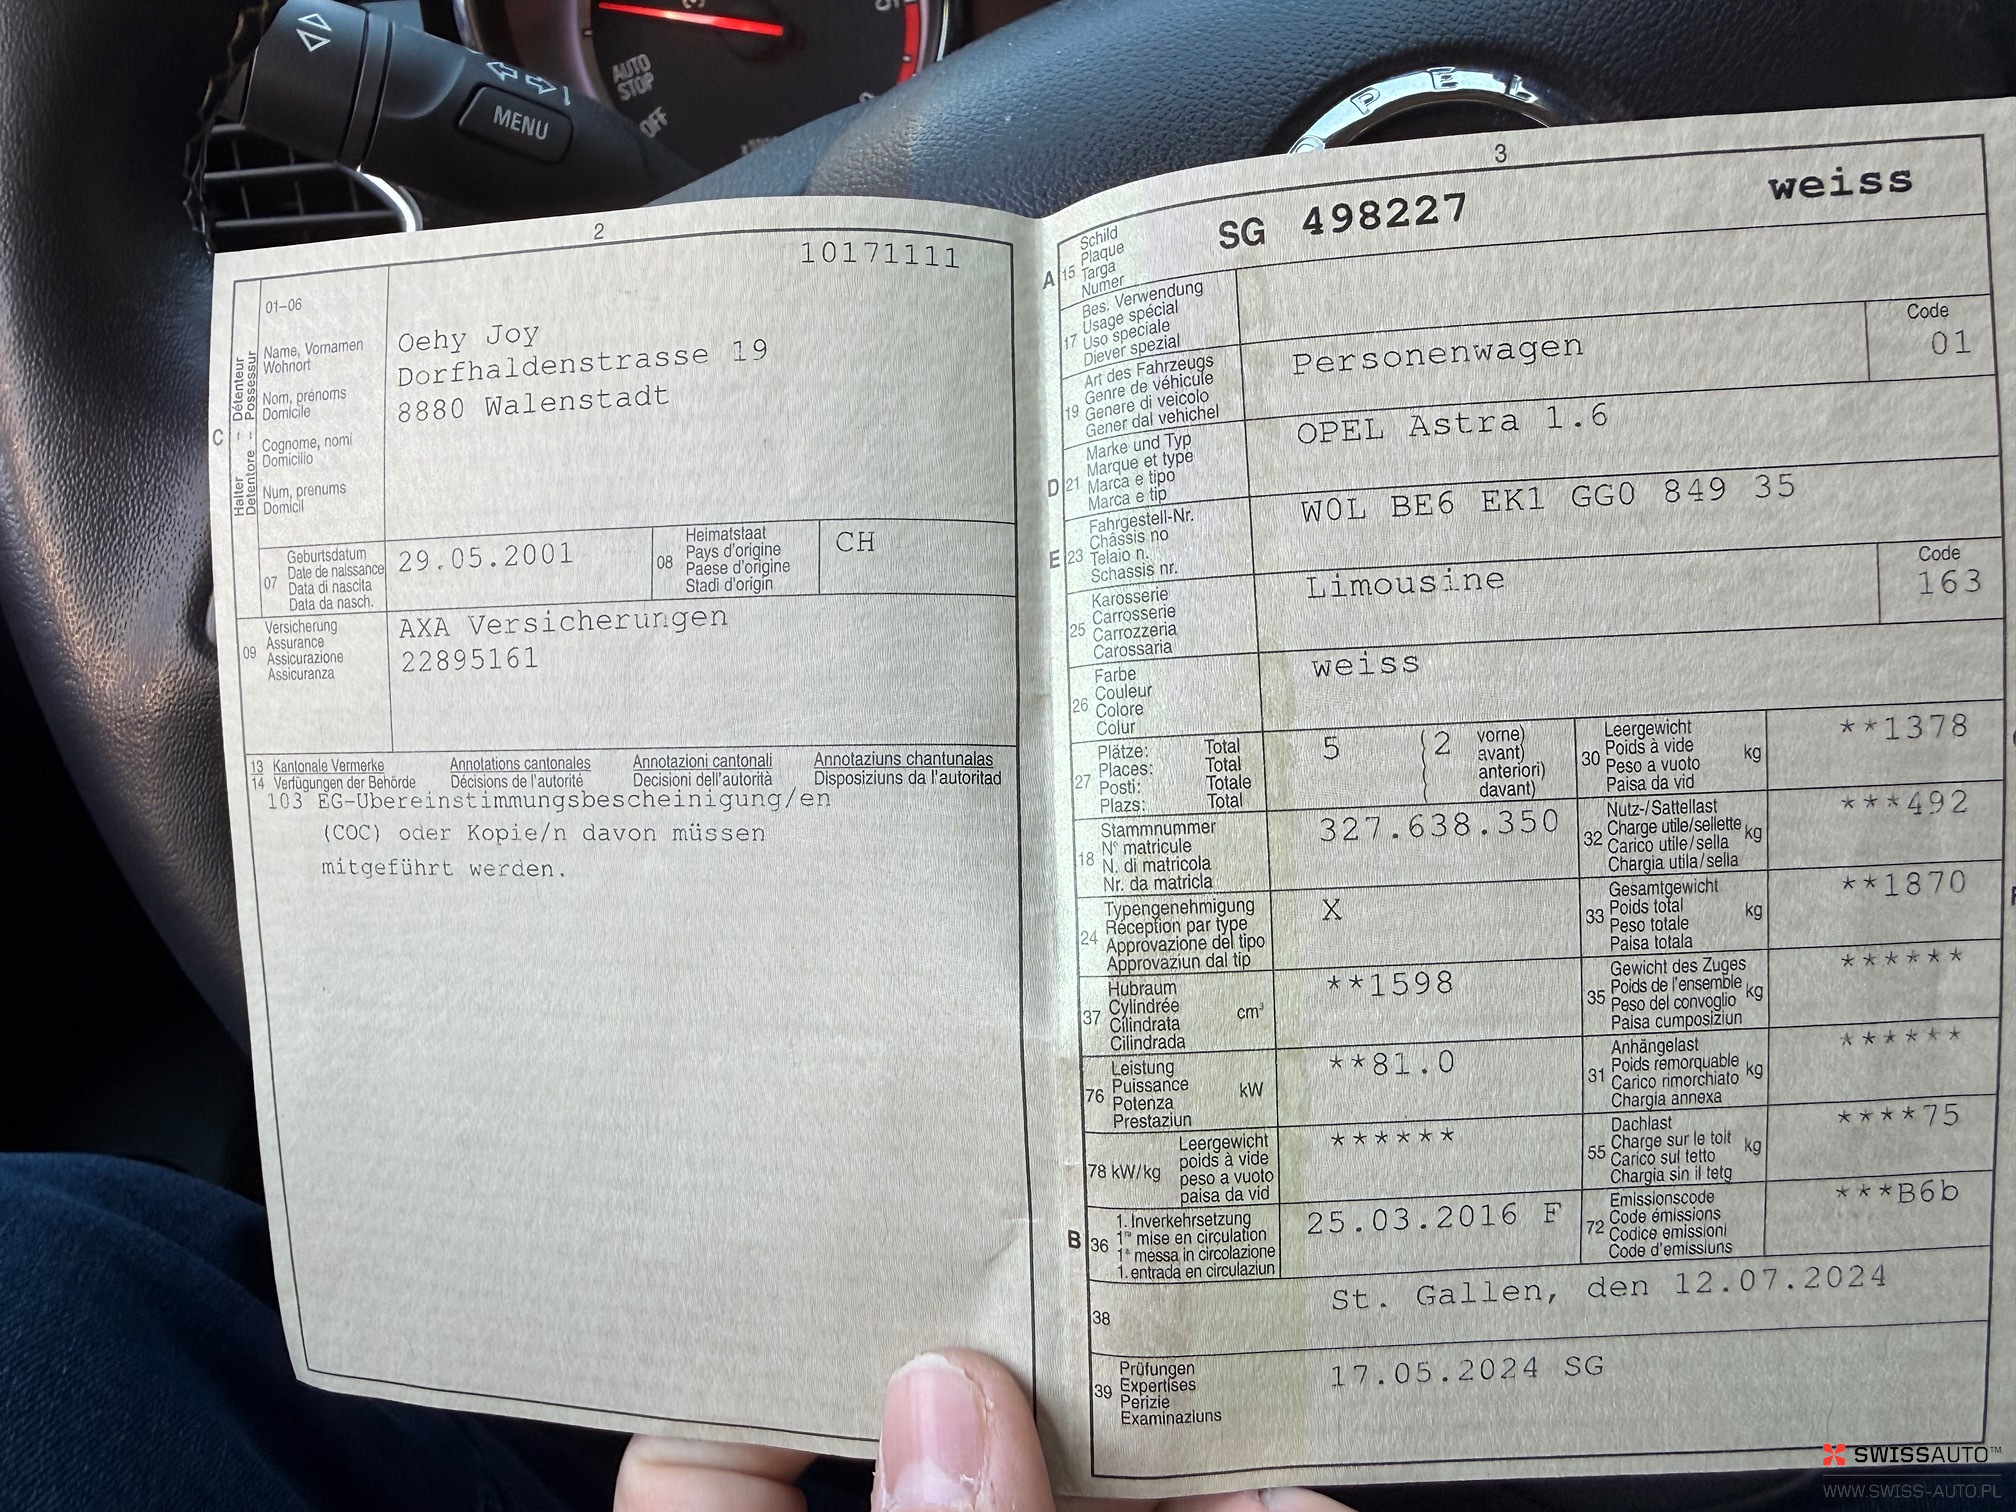 AUTO
STOP
OFF
MENU
OPEL
2
10171111
01-06
Name, Vornamen
Wohnort
Nom, prénoms
Domicile
Cognome, nomi
Domicilio
Num, prenums
Domicil
C
Halter – Détenteur
Detentore – Possessur
Oehy Joy
Dorfhaldenstrasse 19
8880 Walenstadt
07
Geburtsdatum
Date de naissance
Data di nascita
Data da nasch.
29.05.2001
08
Heimatstaat
Pays d'origine
Paese d'origine
Stadi d'origin
CH
09
Versicherung
Assurance
Assicurazione
Assicuranza
AXA Versicherungen
22895161
13 Kantonale Vermerke Annotations cantonales Annotazioni cantonali Annotaziuns chantunalas
14 Verfügungen der Behörde Décisions de l'autorité Decisioni dell'autorità Disposiziuns da l'autoritad
103 EG-Übereinstimmungsbescheinigung/en
(COC) oder Kopie/n davon müssen
mitgeführt werden.
3
A
15
Schild
Plaque
Targa
Numer
SG 498227 weiss
17
Bes. Verwendung
Usage spécial
Uso speciale
Diever spezial
19
Art des Fahrzeugs
Genre de véhicule
Genere di veicolo
Gener dal vehichel
Personenwagen
Code
01
D
21
Marke und Typ
Marque et type
Marca e tipo
Marca e tip
OPEL Astra 1.6
E
23
Fahrgestell-Nr.
Châssis no
Telaio n.
Schassis nr.
W0L BE6 EK1 GG0 849 35
25
Karosserie
Carrosserie
Carrozzeria
Carossaria
Limousine
Code
163
26
Farbe
Couleur
Colore
Colur
weiss
27
Plätze: Total
Places: Total
Posti: Totale
Plazs: Total
5 (2
vorne)
avant)
anteriori)
davant)
30
Leergewicht
Poids à vide
Peso a vuoto
Paisa da vid
kg
**1378
18
Stammnummer
N° matricule
N. di matricola
Nr. da matricla
327.638.350
32
Nutz-/Sattellast
Charge utile/sellette
Carico utile/sella
Chargia utila/sella
kg
***492
24
Typengenehmigung
Réception par type
Approvazione del tipo
Approvaziun dal tip
X
33
Gesamtgewicht
Poids total
Peso totale
Paisa totala
kg
**1870
37
Hubraum
Cylindrée
Cilindrata
Cilindrada
cm³
**1598
35
Gewicht des Zuges
Poids de l'ensemble
Peso del convoglio
Paisa cumposiziun
kg
******
76
Leistung
Puissance
Potenza
Prestaziun
kW
**81.0
31
Anhängelast
Poids remorquable
Carico rimorchiato
Chargia annexa
kg
******
78 kW/kg
Leergewicht
poids à vide
peso a vuoto
paisa da vid
******
55
Dachlast
Charge sur le toit
Carico sul tetto
Chargia sin il tetg
kg
****75
B
36
1. Inverkehrsetzung
1re mise en circulation
1a messa in circolazione
1. entrada en circulaziun
25.03.2016 F
72
Emissionscode
Code émissions
Codice emissioni
Code d'emissiuns
***B6b
38
St. Gallen, den 12.07.2024
39
Prüfungen
Expertises
Perizie
Examinaziuns
17.05.2024 SG
SWISSAUTO™
WWW.SWISS-AUTO.PL